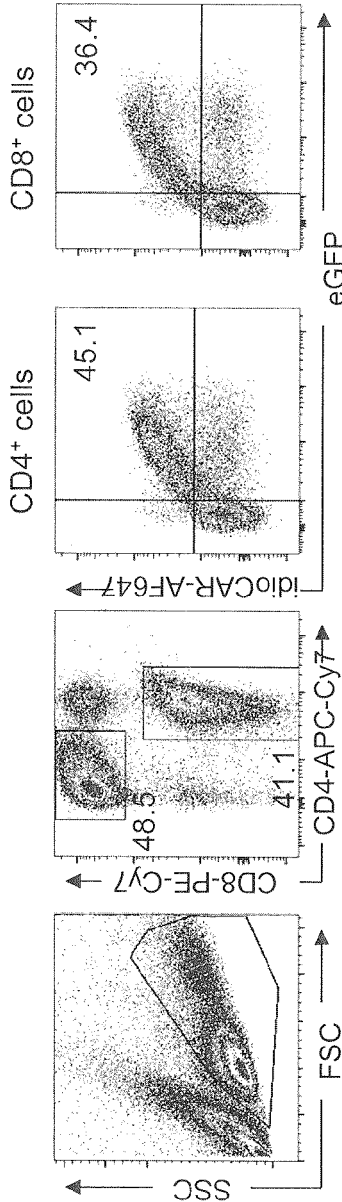 SSC
FSC
CD8-PE-Cy7
48.5
41.1
CD4-APC-Cy7
CD4⁺ cells
CD8⁺ cells
45.1
36.4
idioCAR-AF647
eGFP